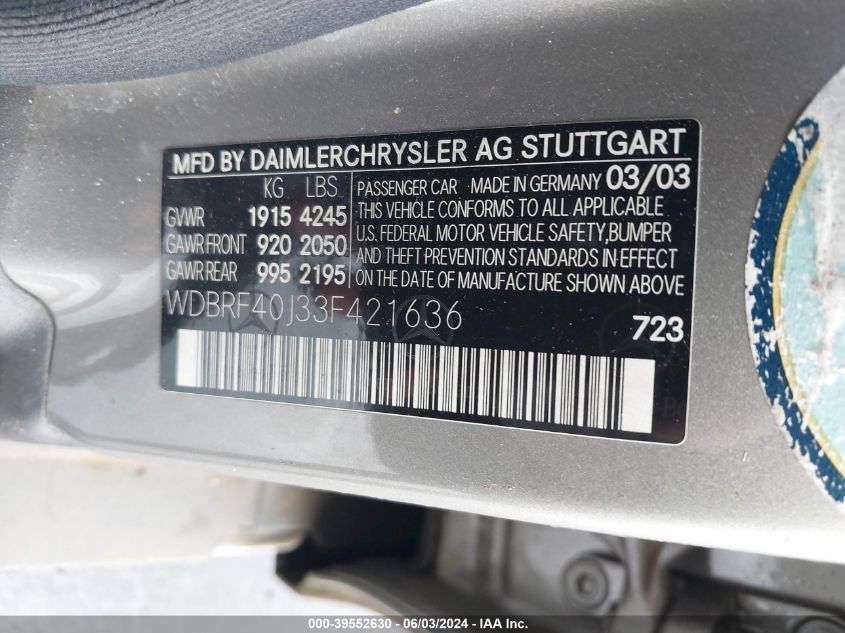 MFD BY DAIMLERCHRYSLER AG STUTTGART
KG LBS
GVWR 1915 4245
GAWR FRONT 920 2050
GAWR REAR 995 2195
PASSENGER CAR MADE IN GERMANY 03/03
THIS VEHICLE CONFORMS TO ALL APPLICABLE
U.S. FEDERAL MOTOR VEHICLE SAFETY,BUMPER
AND THEFT PREVENTION STANDARDS IN EFFECT
ON THE DATE OF MANUFACTURE SHOWN ABOVE
WDBRF40J33F421636
723
000-39552630 - 06/03/2024 - IAAI Inc.